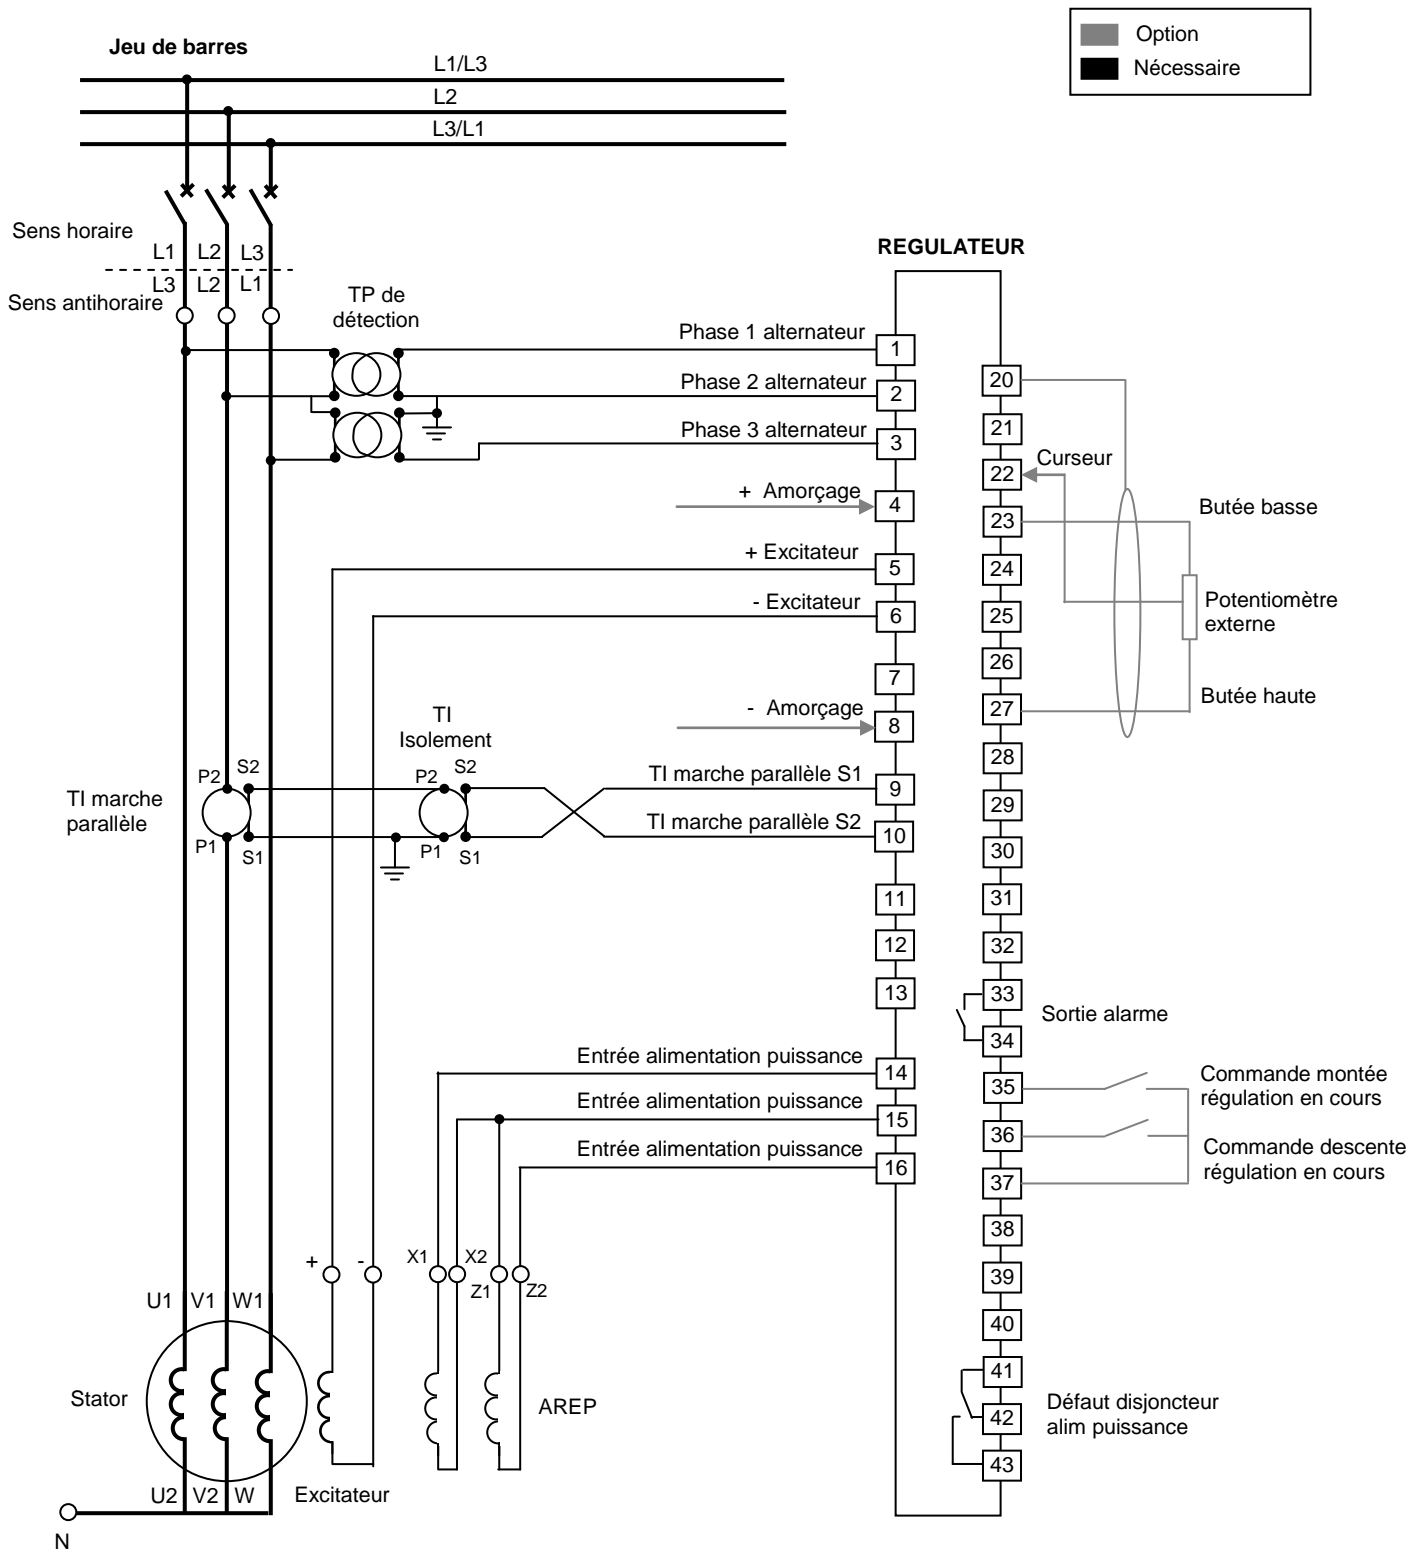 Option
Nécessaire
Jeu de barres
L1/L3
L2
L3/L1
Sens horaire
L1 L2 L3
L3 L2 L1
Sens antihoraire
TP de
détection
REGULATEUR
Phase 1 alternateur
1
Phase 2 alternateur
2
Phase 3 alternateur
3
+ Amorçage
4
+ Excitateur
5
- Excitateur
6
7
- Amorçage
8
TI
Isolement
TI marche
parallèle
P2 S2
P1 S1
P2 S2
P1 S1
TI marche parallèle S1
9
TI marche parallèle S2
10
11
12
13
Entrée alimentation puissance
14
Entrée alimentation puissance
15
Entrée alimentation puissance
16
20
21
22
Curseur
23
Butée basse
24
25
Potentiomètre
externe
26
27
Butée haute
28
29
30
31
32
33
Sortie alarme
34
35
Commande montée
régulation en cours
36
Commande descente
régulation en cours
37
38
39
40
41
42
Défaut disjoncteur
alim puissance
43
+ -
X1 X2
Z1 Z2
U1 V1 W1
Stator
AREP
U2 V2 W
Excitateur
N